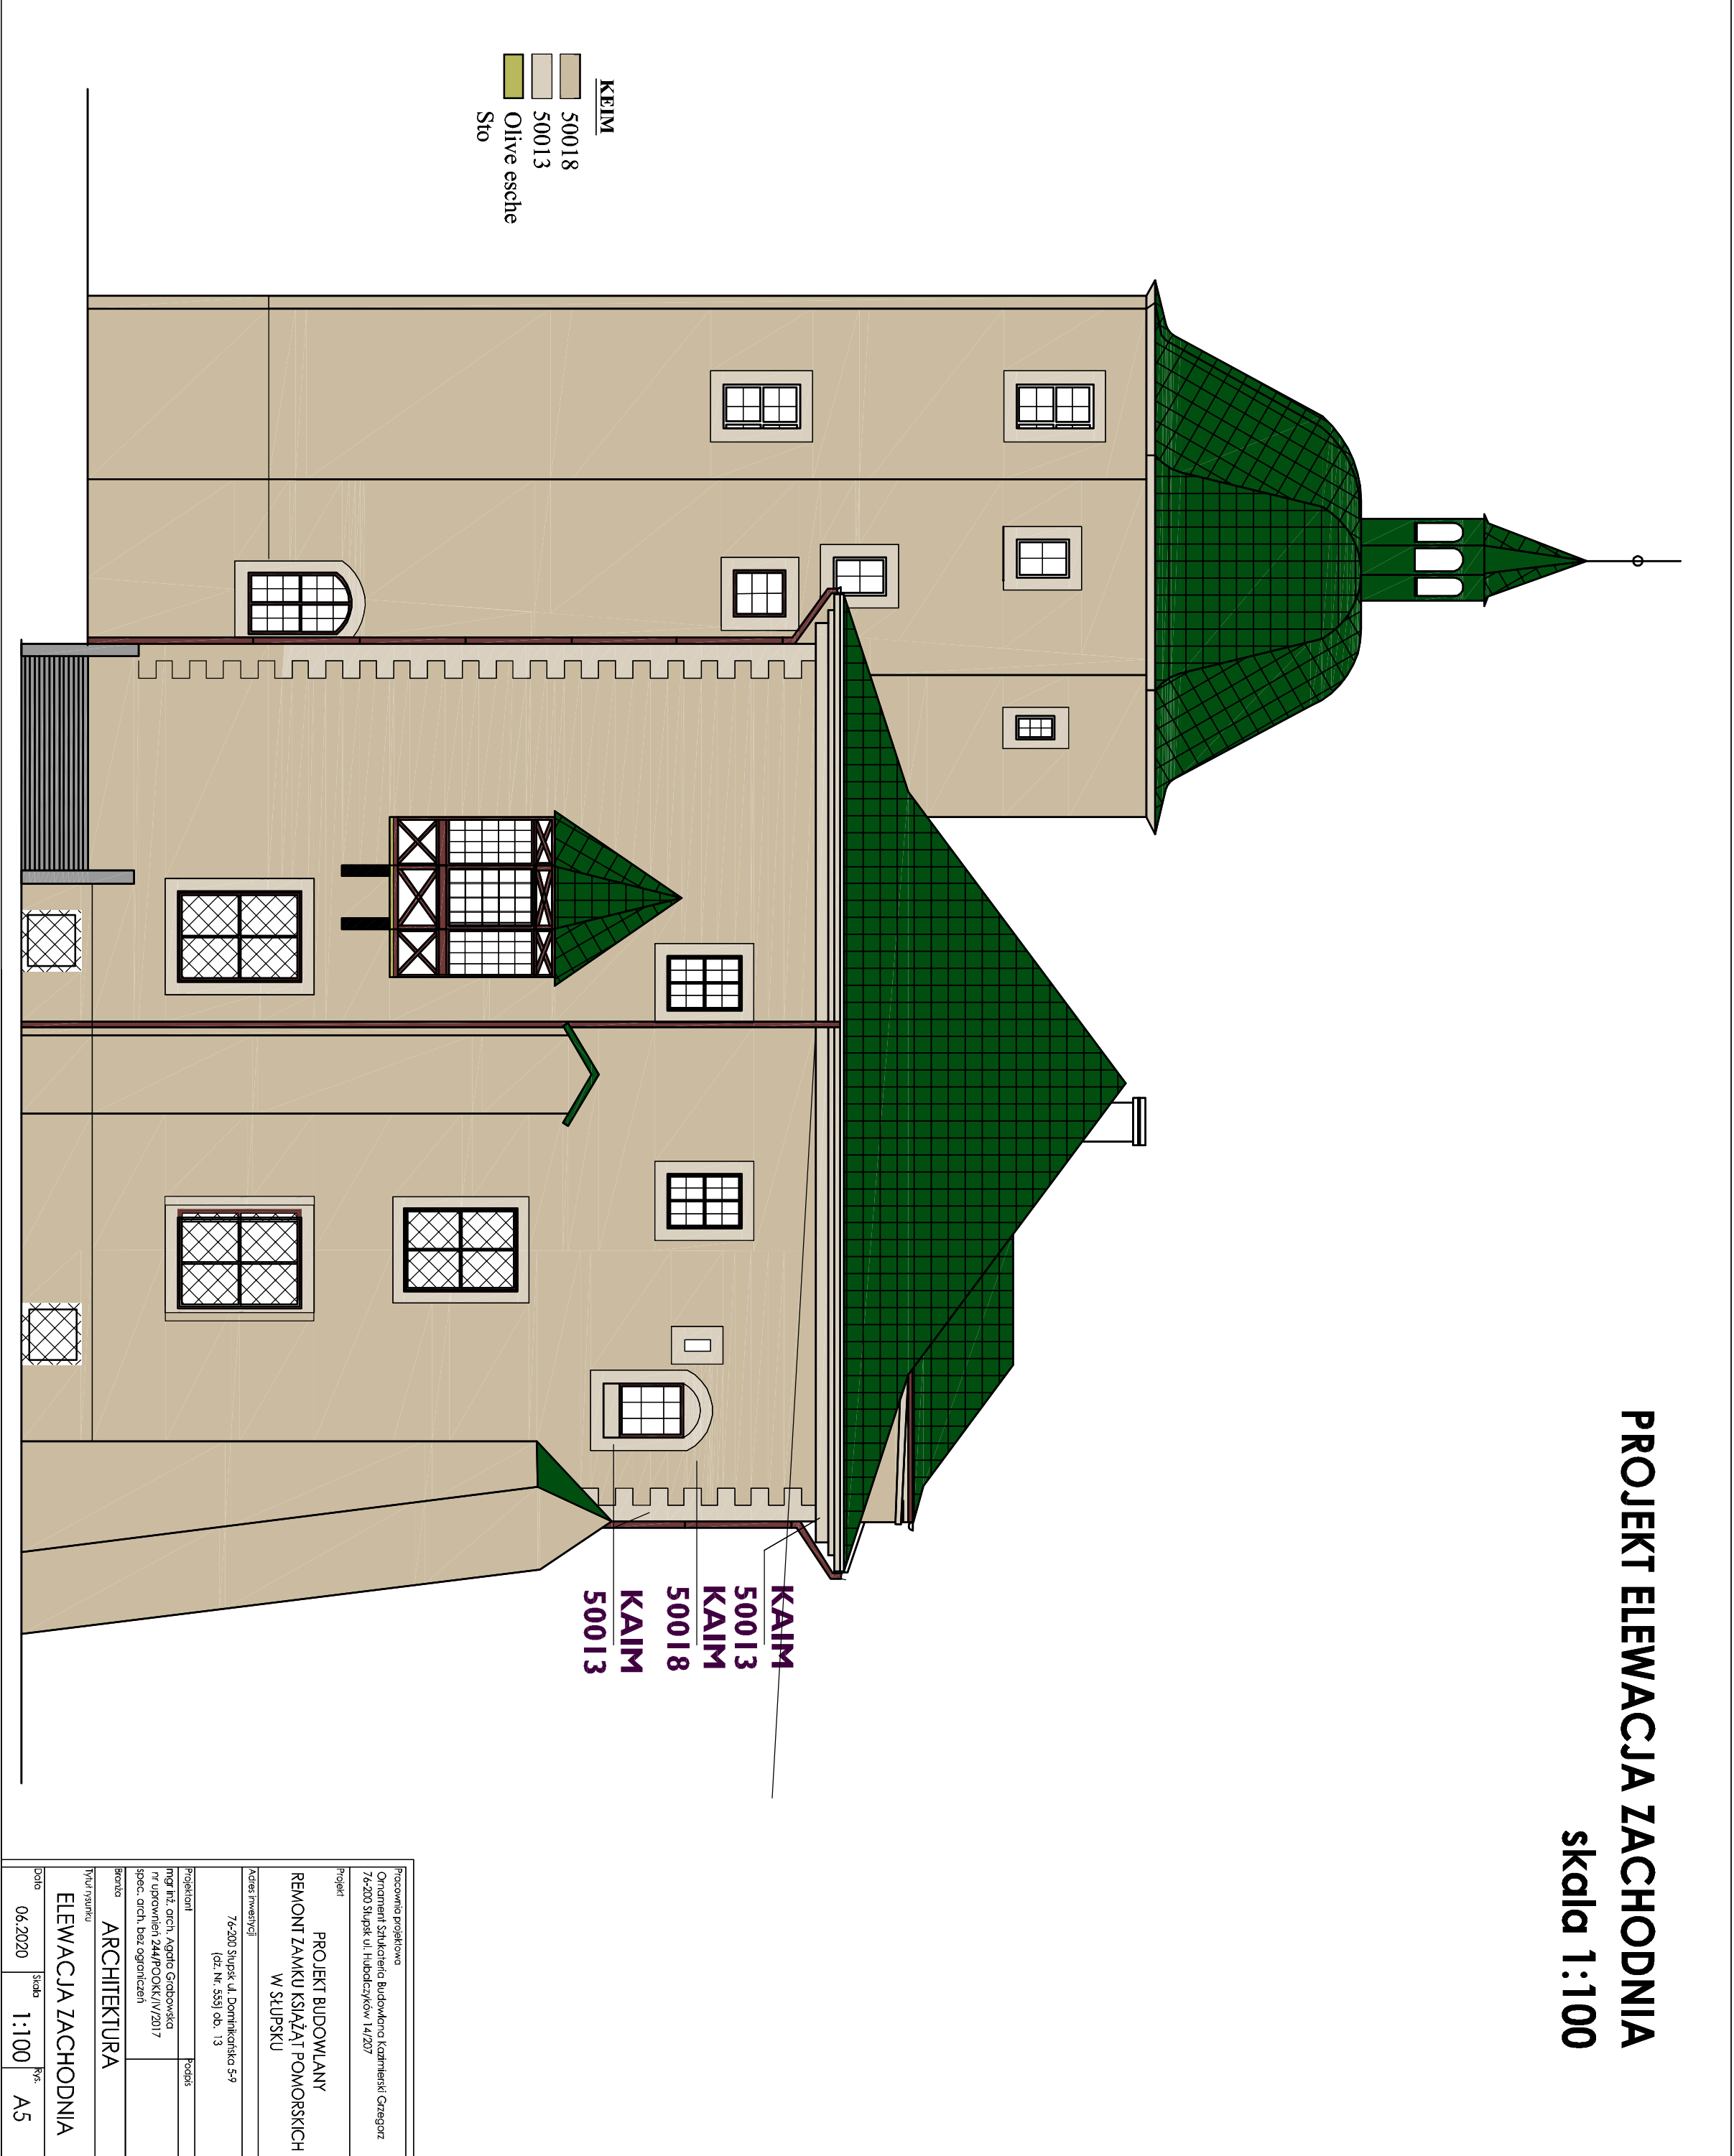 PROJEKT ELEWACJA ZACHODNIA
skala 1:100
KEIM
50018
50013
Olive esche
Sto
KAIM
50013
KAIM
50018
KAIM
50013
Pracownia projektowa
Ornament Sztukateria Budowlana Kazimierski Grzegorz
76-200 Słupsk ul. Hubalczyków 14/207
Projekt
PROJEKT BUDOWLANY
REMONT ZAMKU KSIĄŻĄT POMORSKICH
W SŁUPSKU
Adres inwestycji
76-200 Słupsk ul. Dominikańska 5-9
(dz. Nr. 555) ob. 13
Projektant
Podpis
mgr inż. arch. Agata Grabowska
nr uprawnień 244/POOKK/IV/2017
spec. arch. bez ograniczeń
Branża
ARCHITEKTURA
Tytuł rysunku
ELEWACJA ZACHODNIA
Data
06.2020
Skala
1:100
Rys.
A5